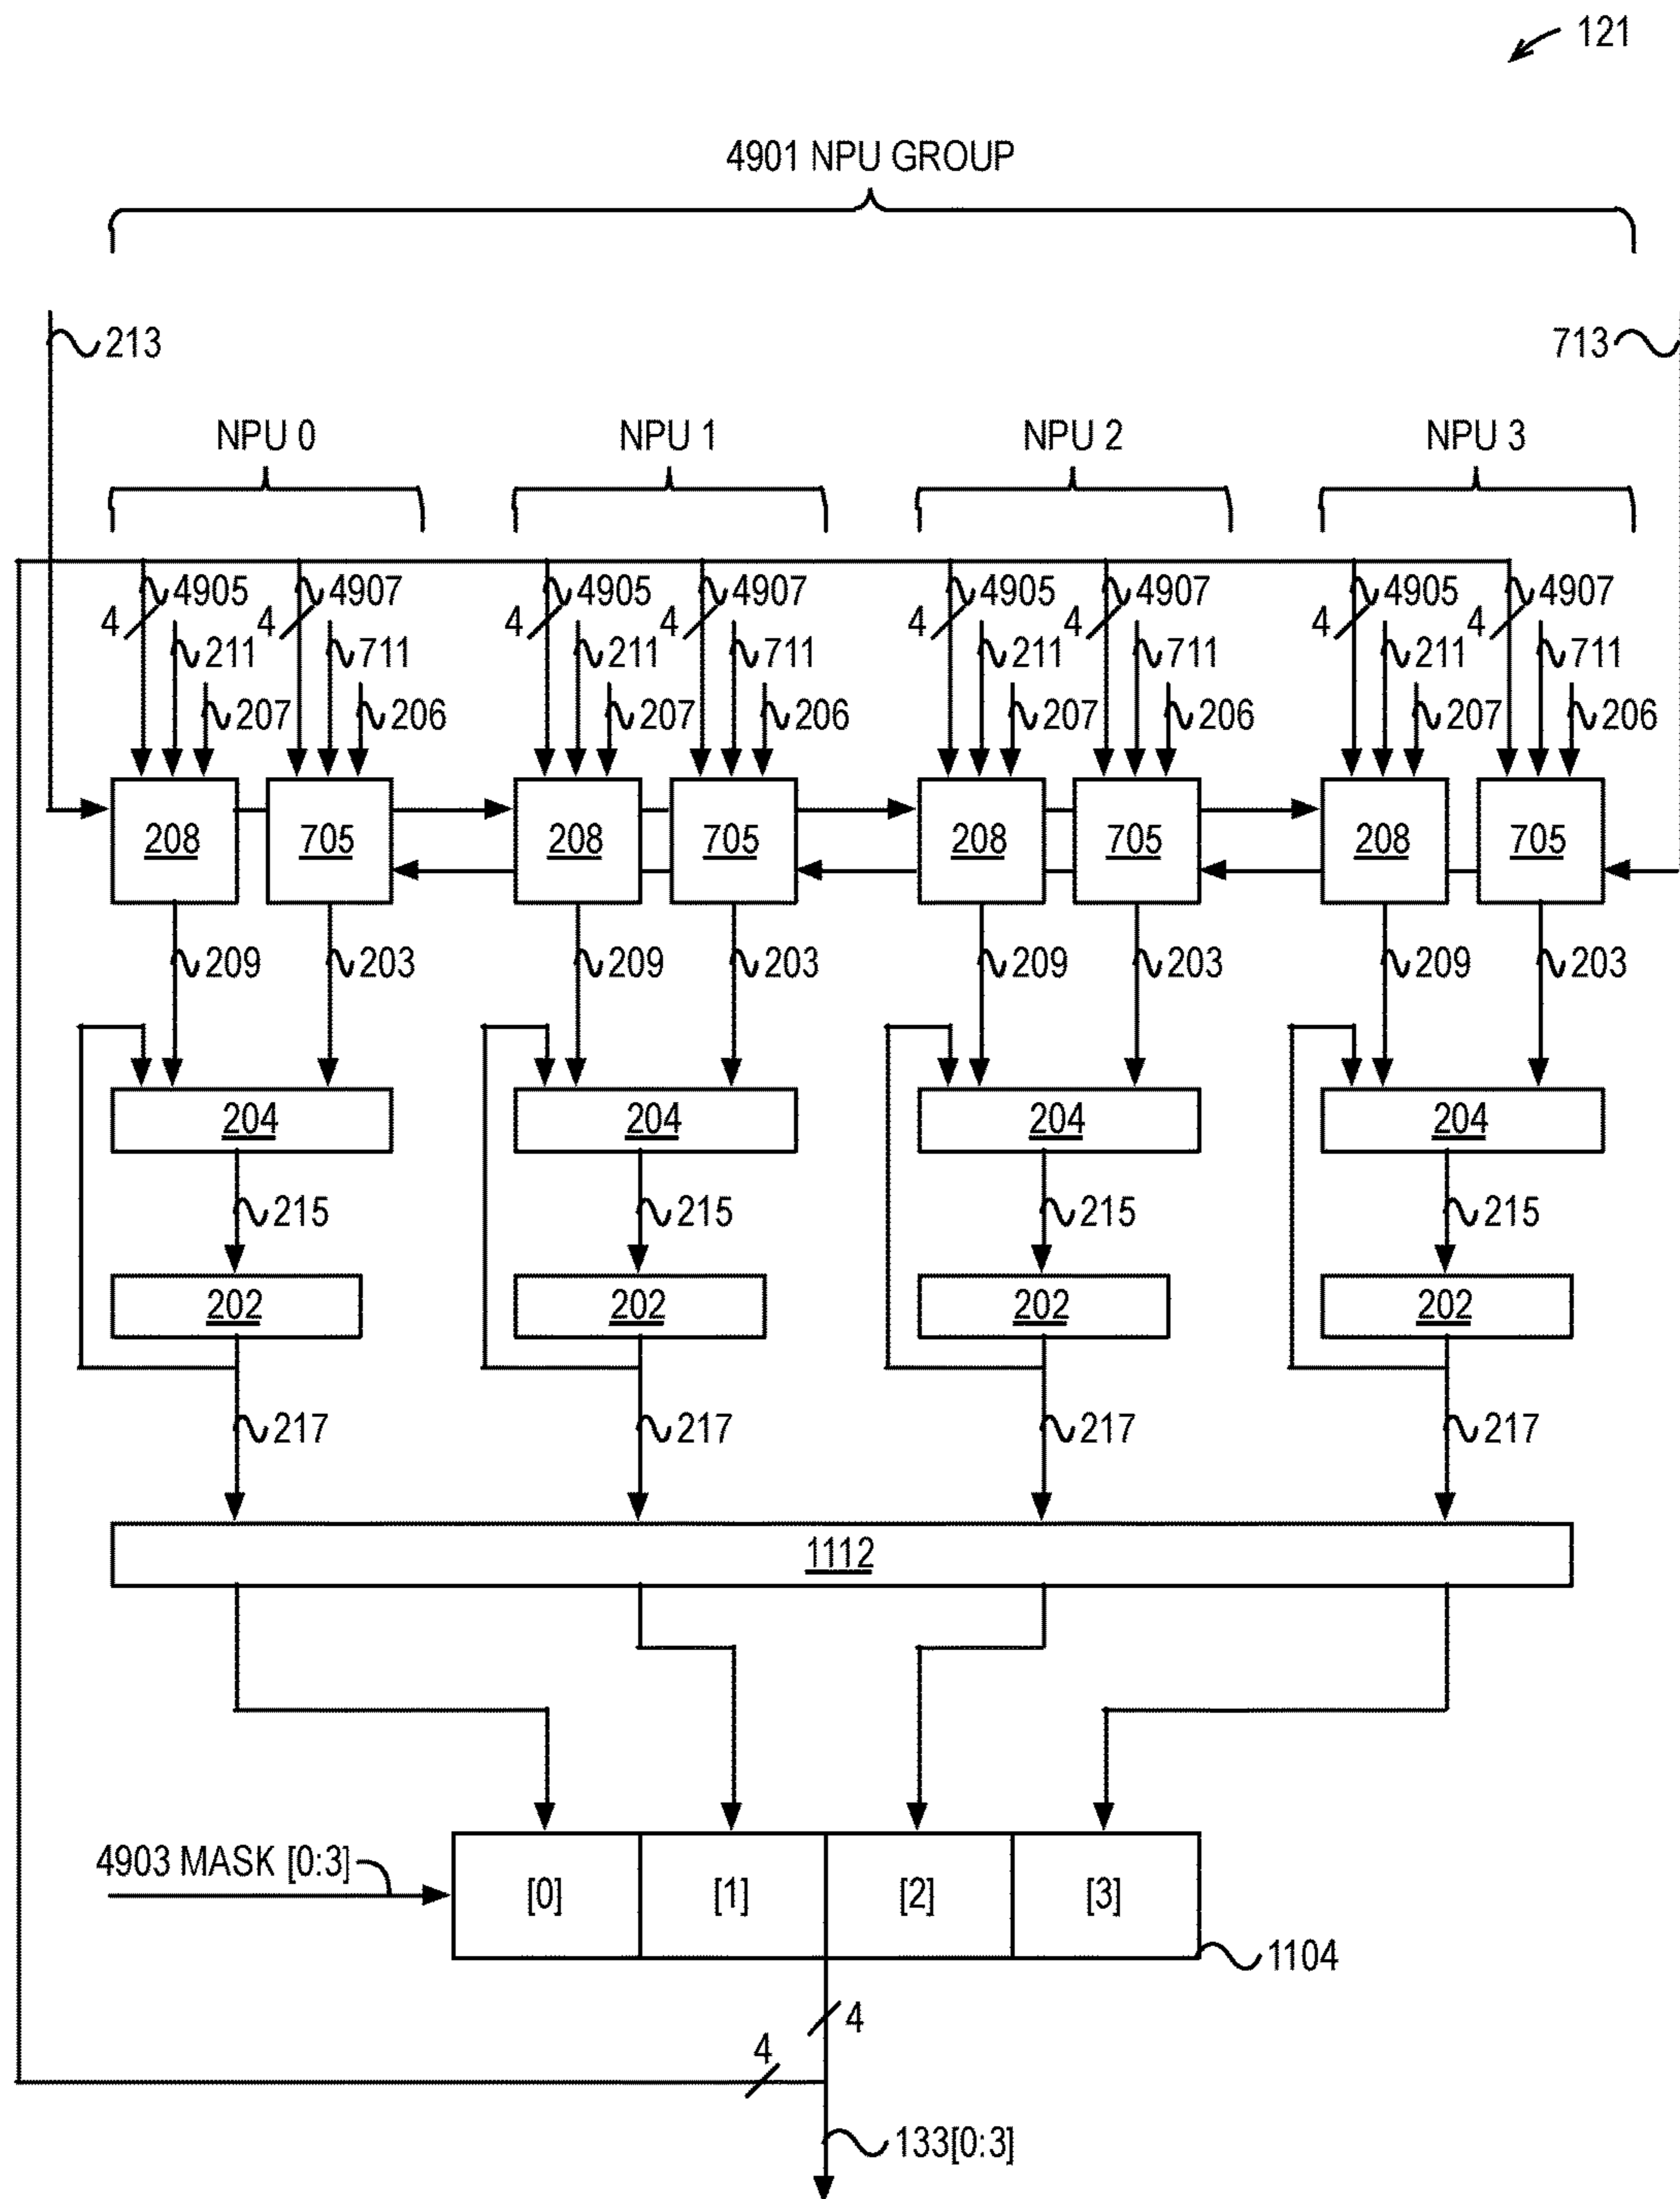 121
4901 NPU GROUP
213
713
NPU 0
NPU 1
NPU 2
NPU 3
4905 4907 4905 4907 4905 4907 4905 4907
4 4 4 4 4 4 4 4
211 711 211 711 211 711 211 711
207 206 207 206 207 206 207 206
208 705 208 705 208 705 208 705
209 203 209 203 209 203 209 203
204 204 204 204
215 215 215 215
202 202 202 202
217 217 217 217
1112
4903 MASK [0:3]
[0] [1] [2] [3]
1104
4
4
133[0:3]